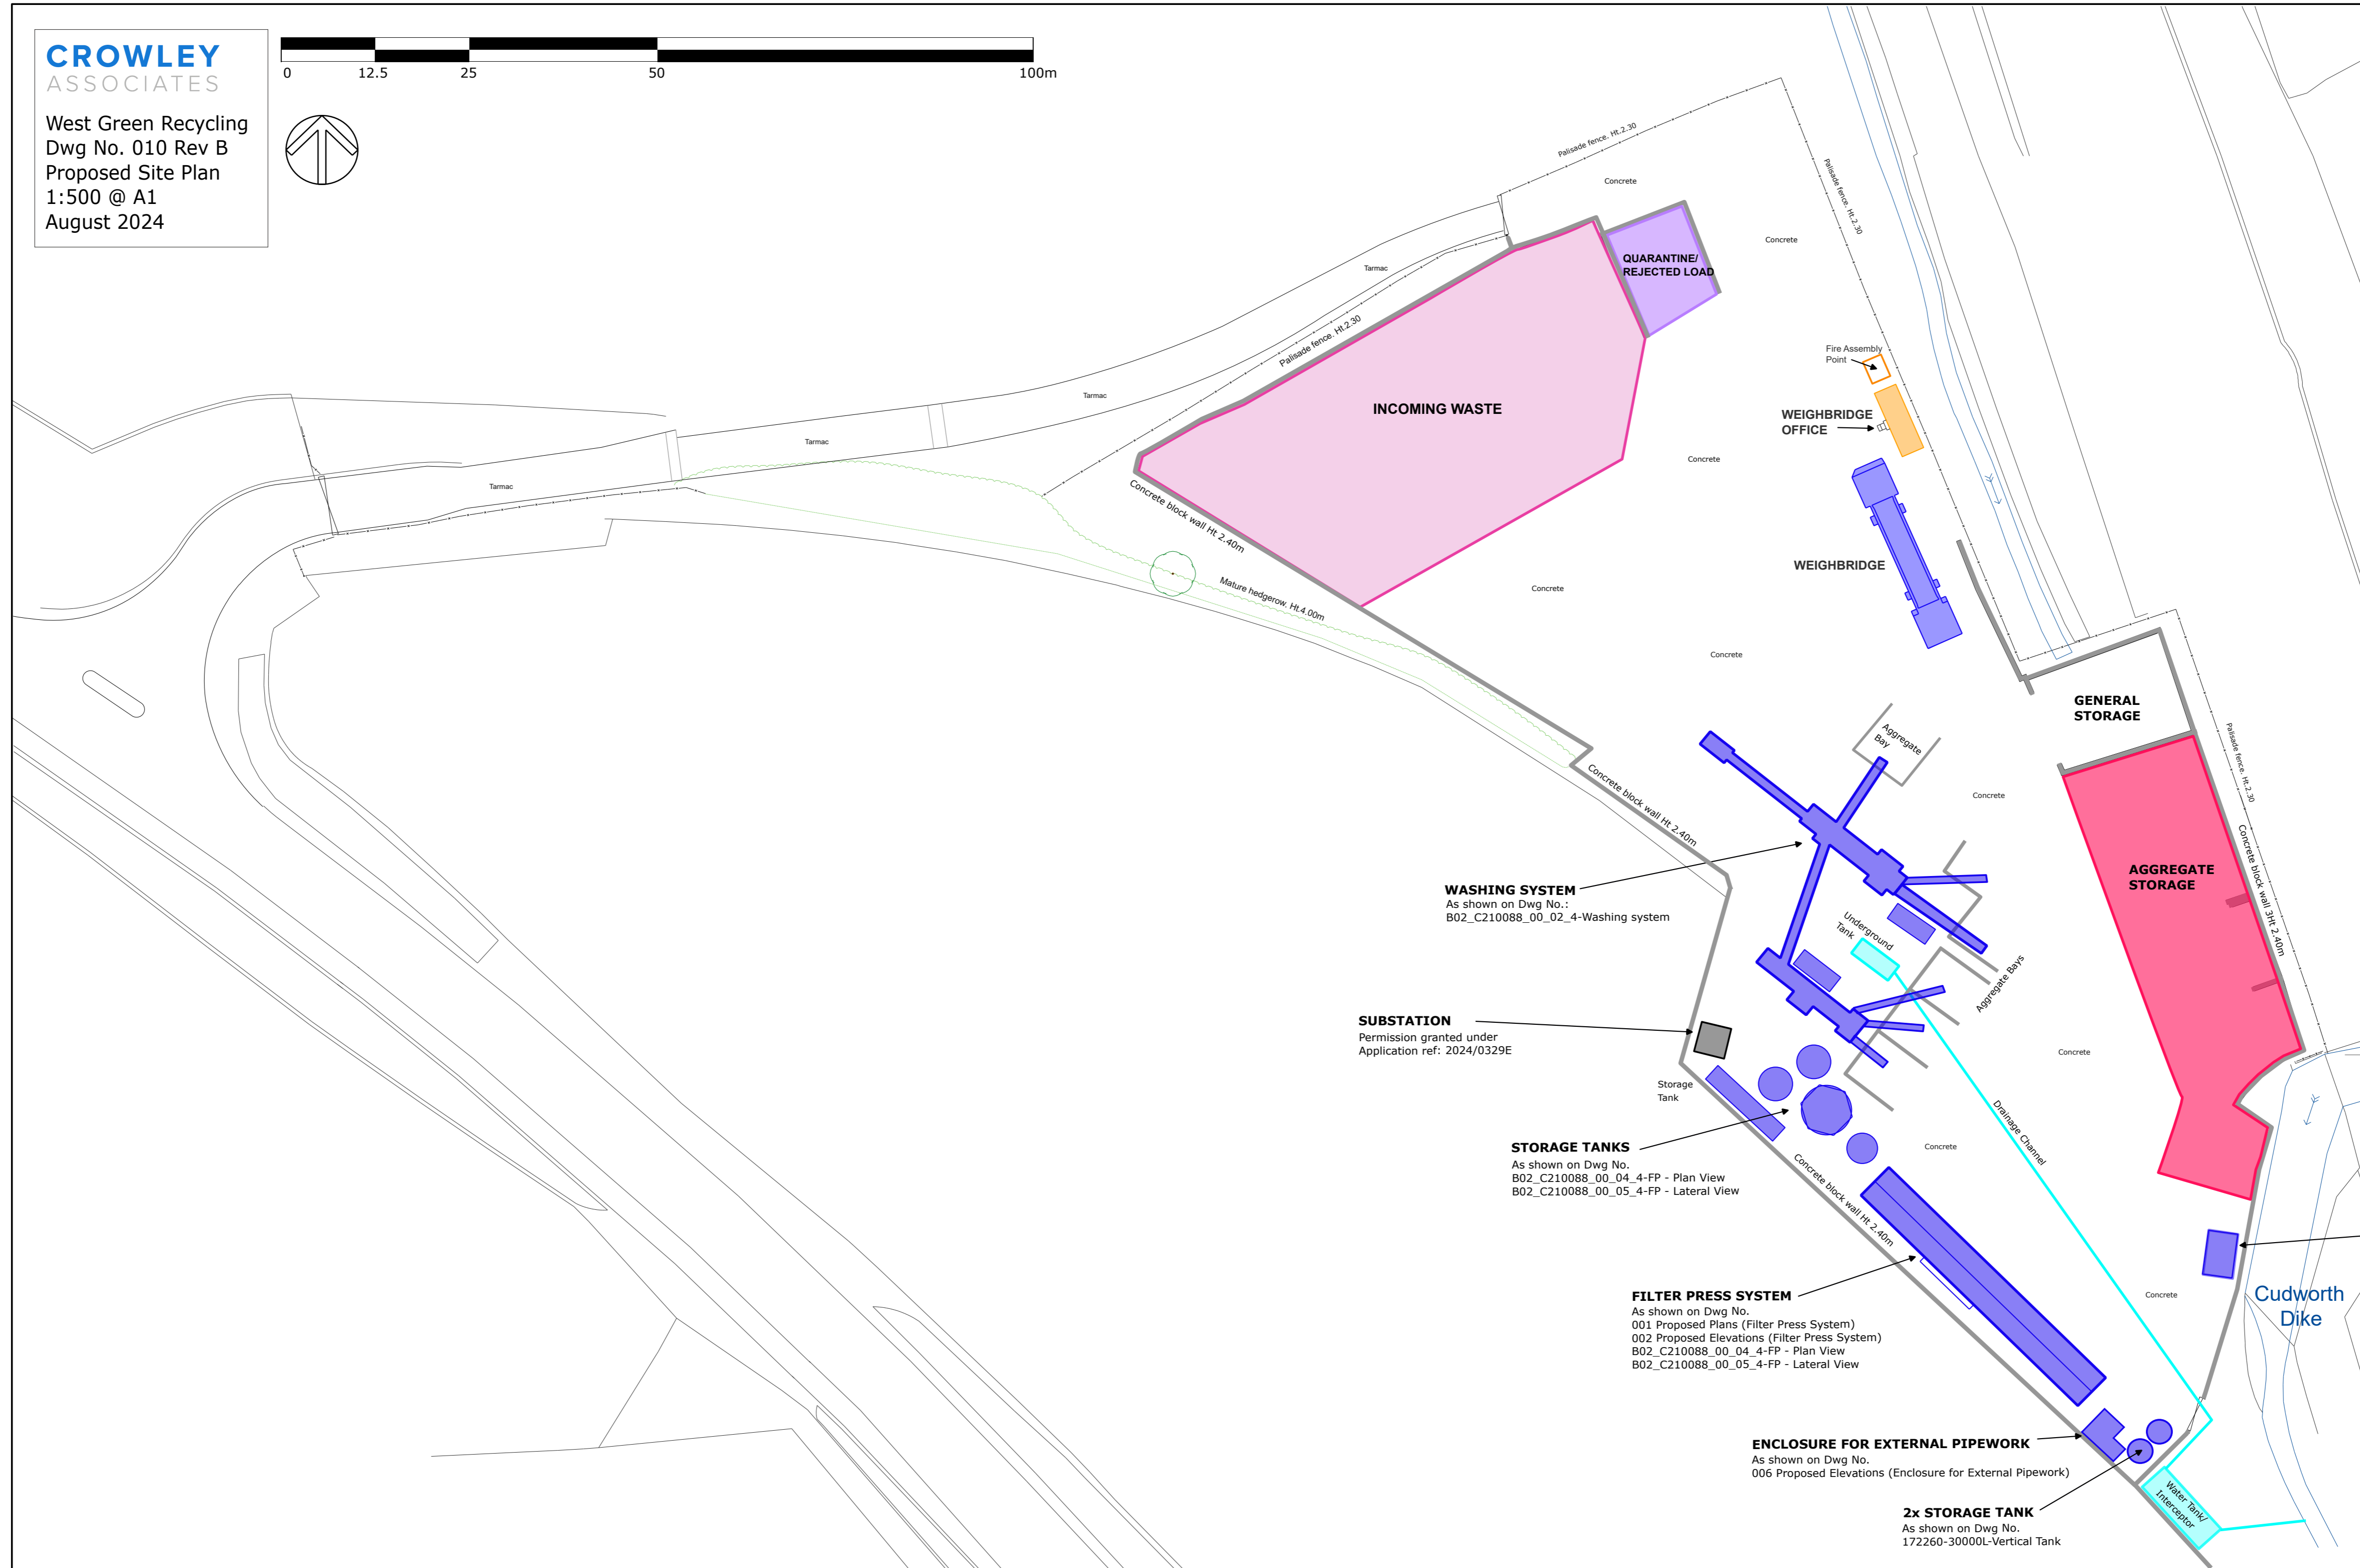 CROWLEY
ASSOCIATES
West Green Recycling
Dwg No. 010 Rev B
Proposed Site Plan
1:500 @ A1
August 2024
0 12.5 25 50 100m
Palisade fence. Ht.2.30
Concrete
Palisade fence. Ht.2.30
Concrete
QUARANTINE/
REJECTED LOAD
Tarmac
Palisade fence. Ht.2.30
Fire Assembly
Point
Tarmac
INCOMING WASTE
WEIGHBRIDGE
OFFICE
Tarmac
Concrete
Tarmac
Concrete block wall Ht 2.40m
WEIGHBRIDGE
Concrete
Mature hedgerow. Ht.4.00m
Concrete
GENERAL
STORAGE
Aggregate
Bay
Palisade fence. Ht.2.30
Concrete
Concrete block wall Ht 2.40m
Concrete block wall 3Ht 2.40m
AGGREGATE
STORAGE
WASHING SYSTEM
As shown on Dwg No.:
B02_C210088_00_02_4-Washing system
Underground
Tank
Aggregate Bays
SUBSTATION
Permission granted under
Application ref: 2024/0329E
Concrete
Storage
Tank
Drainage Channel
STORAGE TANKS
As shown on Dwg No.
B02_C210088_00_04_4-FP - Plan View
B02_C210088_00_05_4-FP - Lateral View
Concrete
Concrete block wall Ht 2.40m
FILTER PRESS SYSTEM
As shown on Dwg No.
001 Proposed Plans (Filter Press System)
002 Proposed Elevations (Filter Press System)
B02_C210088_00_04_4-FP - Plan View
B02_C210088_00_05_4-FP - Lateral View
Concrete
Cudworth
Dike
ENCLOSURE FOR EXTERNAL PIPEWORK
As shown on Dwg No.
006 Proposed Elevations (Enclosure for External Pipework)
Water Tank/
Interceptor
2x STORAGE TANK
As shown on Dwg No.
172260-30000L-Vertical Tank